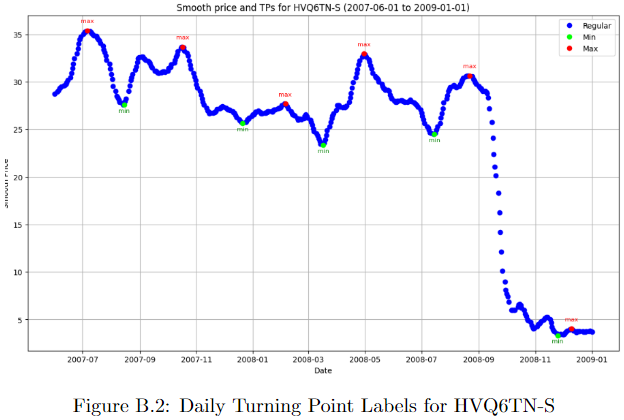 Smooth price and TPs for HVQ6TN-S (2007-06-01 to 2009-01-01)
max
max
max
max
max
max
min
min
min
min
min
Regular
Min
Max
35
30
25
20
15
10
5
Smooth Price
2007-07 2007-09 2007-11 2008-01 2008-03 2008-05 2008-07 2008-09 2008-11 2009-01
Date
Figure B.2: Daily Turning Point Labels for HVQ6TN-S